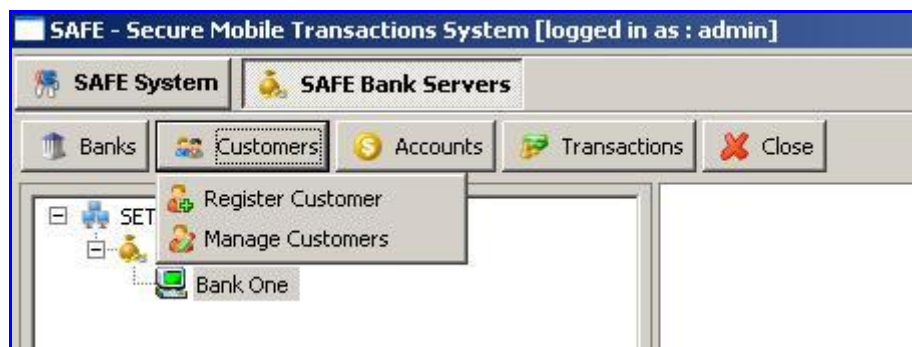 SAFE - Secure Mobile Transactions System [logged in as : admin]
SAFE System SAFE Bank Servers
Banks Customers Accounts Transactions Close
Register Customer
SET
Manage Customers
Bank One